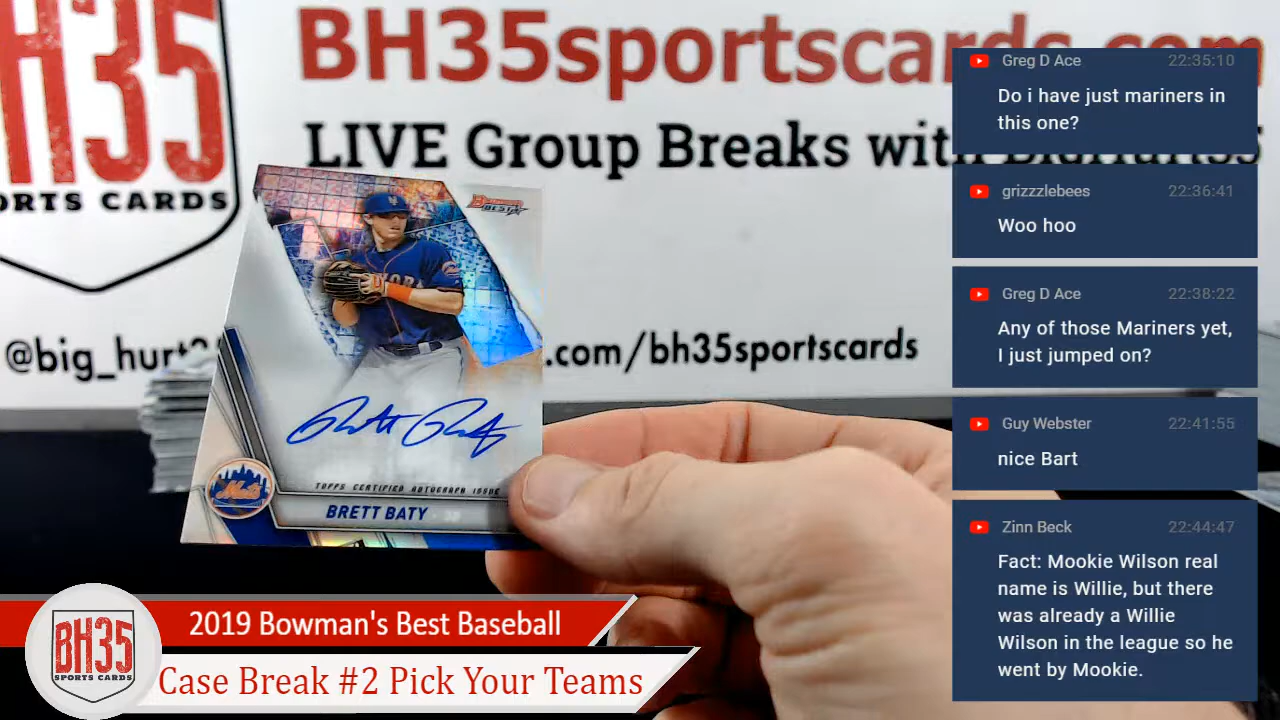 BH35sportscards.com
LIVE Group Breaks with BigHurt35
@big_hurt
.com/bh35sportscards
H35
ORTS CARDS
BOWMAN'S BEST
TOPPS CERTIFIED AUTOGRAPH ISSUE
Mets
BRETT BATY 3B
BH35
SPORTS CARDS
2019 Bowman's Best Baseball
Case Break #2 Pick Your Teams
Greg D Ace 22:35:10
Do i have just mariners in
this one?
grizzzlebees 22:36:41
Woo hoo
Greg D Ace 22:38:22
Any of those Mariners yet,
I just jumped on?
Guy Webster 22:41:55
nice Bart
Zinn Beck 22:44:47
Fact: Mookie Wilson real
name is Willie, but there
was already a Willie
Wilson in the league so he
went by Mookie.